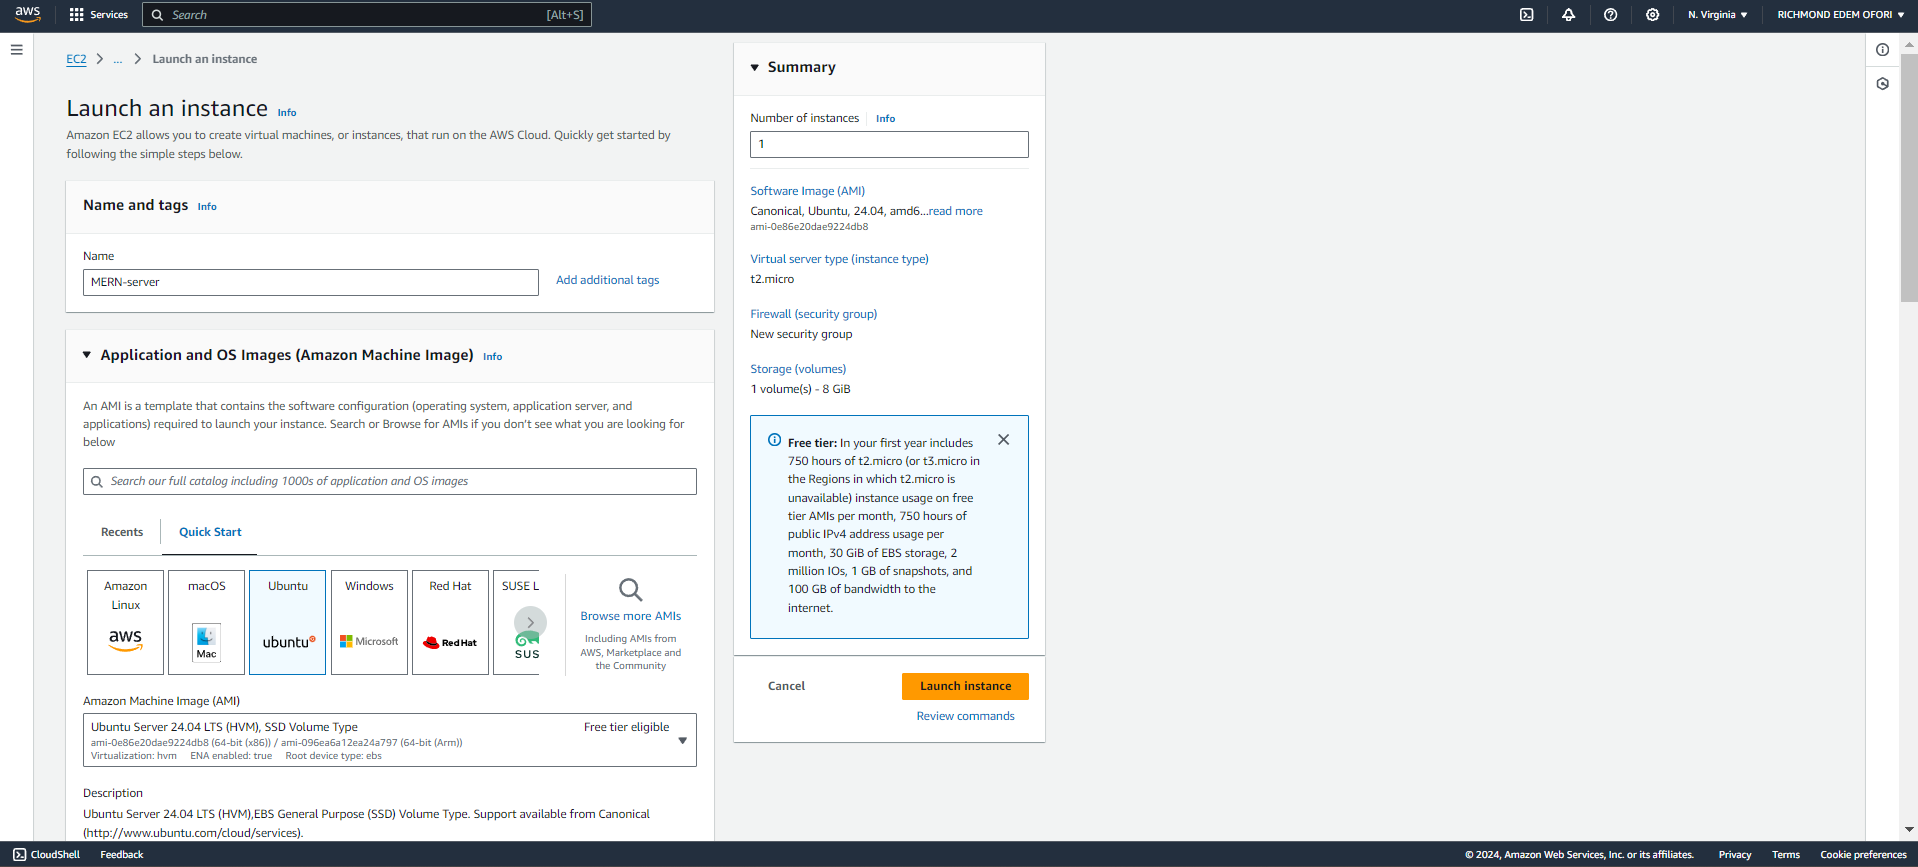 aws
Services
Search
[Alt+S]
N. Virginia
RICHMOND EDEM OFORI
EC2
...
Launch an instance
Launch an instance Info
Amazon EC2 allows you to create virtual machines, or instances, that run on the AWS Cloud. Quickly get started by
following the simple steps below.
Name and tags Info
Name
MERN-server
Add additional tags
Application and OS Images (Amazon Machine Image) Info
An AMI is a template that contains the software configuration (operating system, application server, and
applications) required to launch your instance. Search or Browse for AMIs if you don't see what you are looking for
below
Search our full catalog including 1000s of application and OS images
Recents
Quick Start
Amazon
Linux
aws
macOS
Mac
Ubuntu
ubuntu
Windows
Microsoft
Red Hat
Red Hat
SUSE L
SUS
Browse more AMIs
Including AMIs from
AWS, Marketplace and
the Community
Amazon Machine Image (AMI)
Ubuntu Server 24.04 LTS (HVM), SSD Volume Type
Free tier eligible
ami-0e86e20dae9224db8 (64-bit (x86)) / ami-096ea6a12ea24a797 (64-bit (Arm))
Virtualization: hvm ENA enabled: true Root device type: ebs
Description
Ubuntu Server 24.04 LTS (HVM),EBS General Purpose (SSD) Volume Type. Support available from Canonical
(http://www.ubuntu.com/cloud/services).
Summary
Number of instances Info
1
Software Image (AMI)
Canonical, Ubuntu, 24.04, amd6...read more
ami-0e86e20dae9224db8
Virtual server type (instance type)
t2.micro
Firewall (security group)
New security group
Storage (volumes)
1 volume(s) - 8 GiB
Free tier: In your first year includes
750 hours of t2.micro (or t3.micro in
the Regions in which t2.micro is
unavailable) instance usage on free
tier AMIs per month, 750 hours of
public IPv4 address usage per
month, 30 GiB of EBS storage, 2
million IOs, 1 GB of snapshots, and
100 GB of bandwidth to the
internet.
Cancel
Launch instance
Review commands
CloudShell
Feedback
© 2024, Amazon Web Services, Inc. or its affiliates.
Privacy
Terms
Cookie preferences